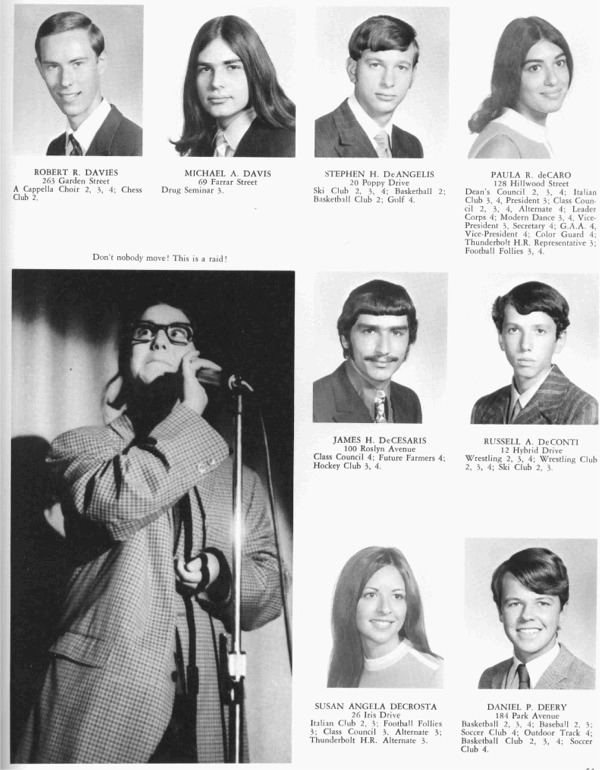 ROBERT R. DAVIES
263 Garden Street
A Cappella Choir 2, 3, 4; Chess
Club 2.
MICHAEL A. DAVIS
69 Farrar Street
Drug Seminar 3.
STEPHEN H. DeANGELIS
20 Poppy Drive
Ski Club 2, 3, 4; Basketball 2;
Basketball Club 2; Golf 4.
PAULA R. deCARO
128 Hillwood Street
Dean's Council 2, 3, 4; Italian
Club 3, 4, President 3; Class Coun-
cil 2, 3, 4, Alternate 4; Leader
Corps 4; Modern Dance 3, 4, Vice-
President 3, Secretary 4; G.A.A. 4,
Vice-President 4; Color Guard 4;
Thunderbolt H.R. Representative 3;
Football Follies 3, 4.
Don't nobody move! This is a raid!
JAMES H. DeCESARIS
100 Roslyn Avenue
Class Council 4; Future Farmers 4;
Hockey Club 3, 4.
RUSSELL A. DeCONTI
12 Hybrid Drive
Wrestling 2, 3, 4; Wrestling Club
2, 3, 4; Ski Club 2, 3.
SUSAN ANGELA DECROSTA
26 Iris Drive
Italian Club 2, 3; Football Follies
3; Class Council 3, Alternate 3;
Thunderbolt H.R. Alternate 3.
DANIEL P. DEERY
184 Park Avenue
Basketball 2, 3, 4; Baseball 2, 3;
Soccer Club 4; Outdoor Track 4;
Basketball Club 2, 3, 4; Soccer
Club 4.